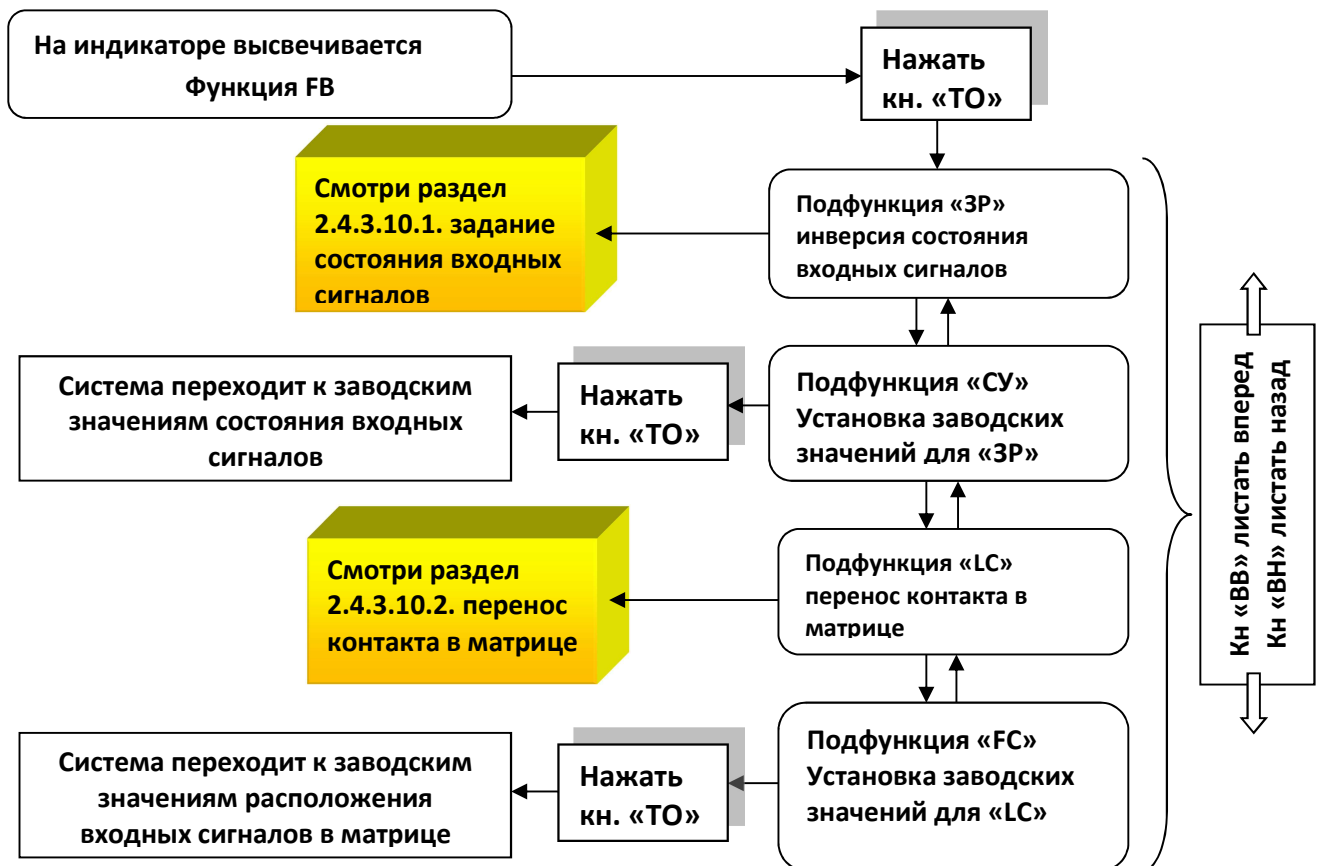 На индикаторе высвечивается
Функция FB
Нажать
кн. «ТО»
Смотри раздел
2.4.3.10.1. задание
состояния входных
сигналов
Подфункция «ЗР»
инверсия состояния
входных сигналов
Система переходит к заводским
значениям состояния входных
сигналов
Нажать
кн. «ТО»
Подфункция «СУ»
Установка заводских
значений для «ЗР»
Смотри раздел
2.4.3.10.2. перенос
контакта в матрице
Подфункция «LC»
перенос контакта в
матрице
Система переходит к заводским
значениям расположения
входных сигналов в матрице
Нажать
кн. «ТО»
Подфункция «FC»
Установка заводских
значений для «LC»
Кн «ВВ» листать вперед
Кн «ВН» листать назад